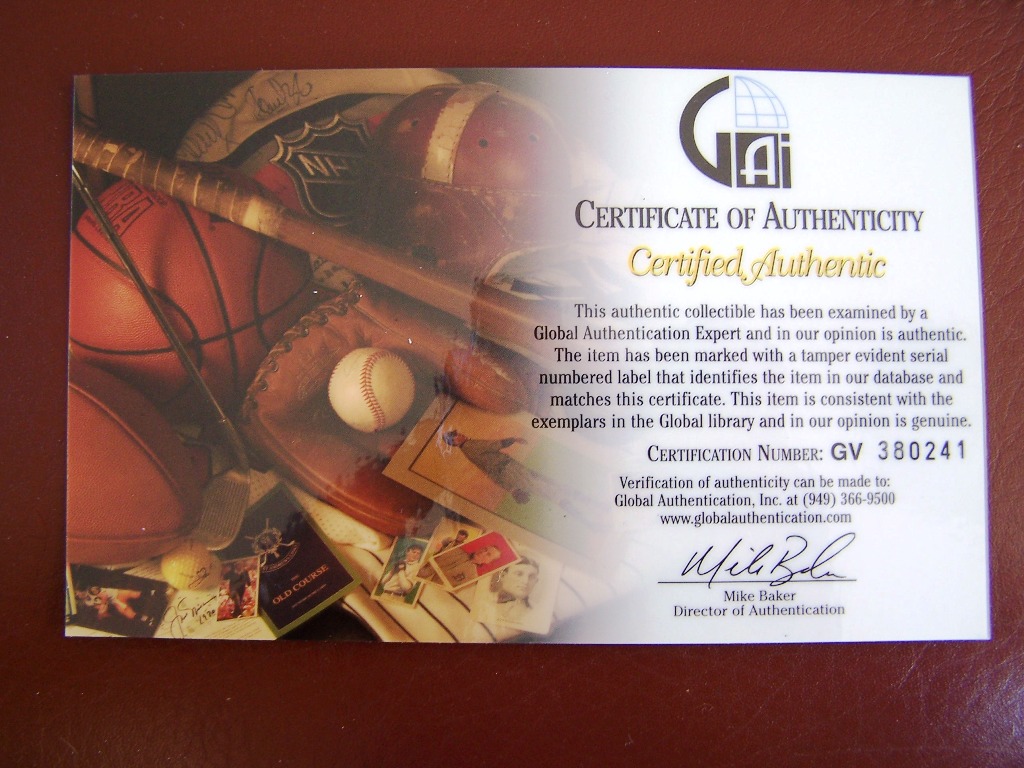 NH
GAi
CERTIFICATE OF AUTHENTICITY
Certified Authentic
This authentic collectible has been examined by a
Global Authentication Expert and in our opinion is authentic.
The item has been marked with a tamper evident serial
numbered label that identifies the item in our database and
matches this certificate. This item is consistent with the
exemplars in the Global library and in our opinion is genuine.
CERTIFICATION NUMBER: GV 380241
Verification of authenticity can be made to:
Global Authentication, Inc. at (949) 366-9500
www.globalauthentication.com
Mike Baker
Mike Baker
Director of Authentication
OLD COURSE